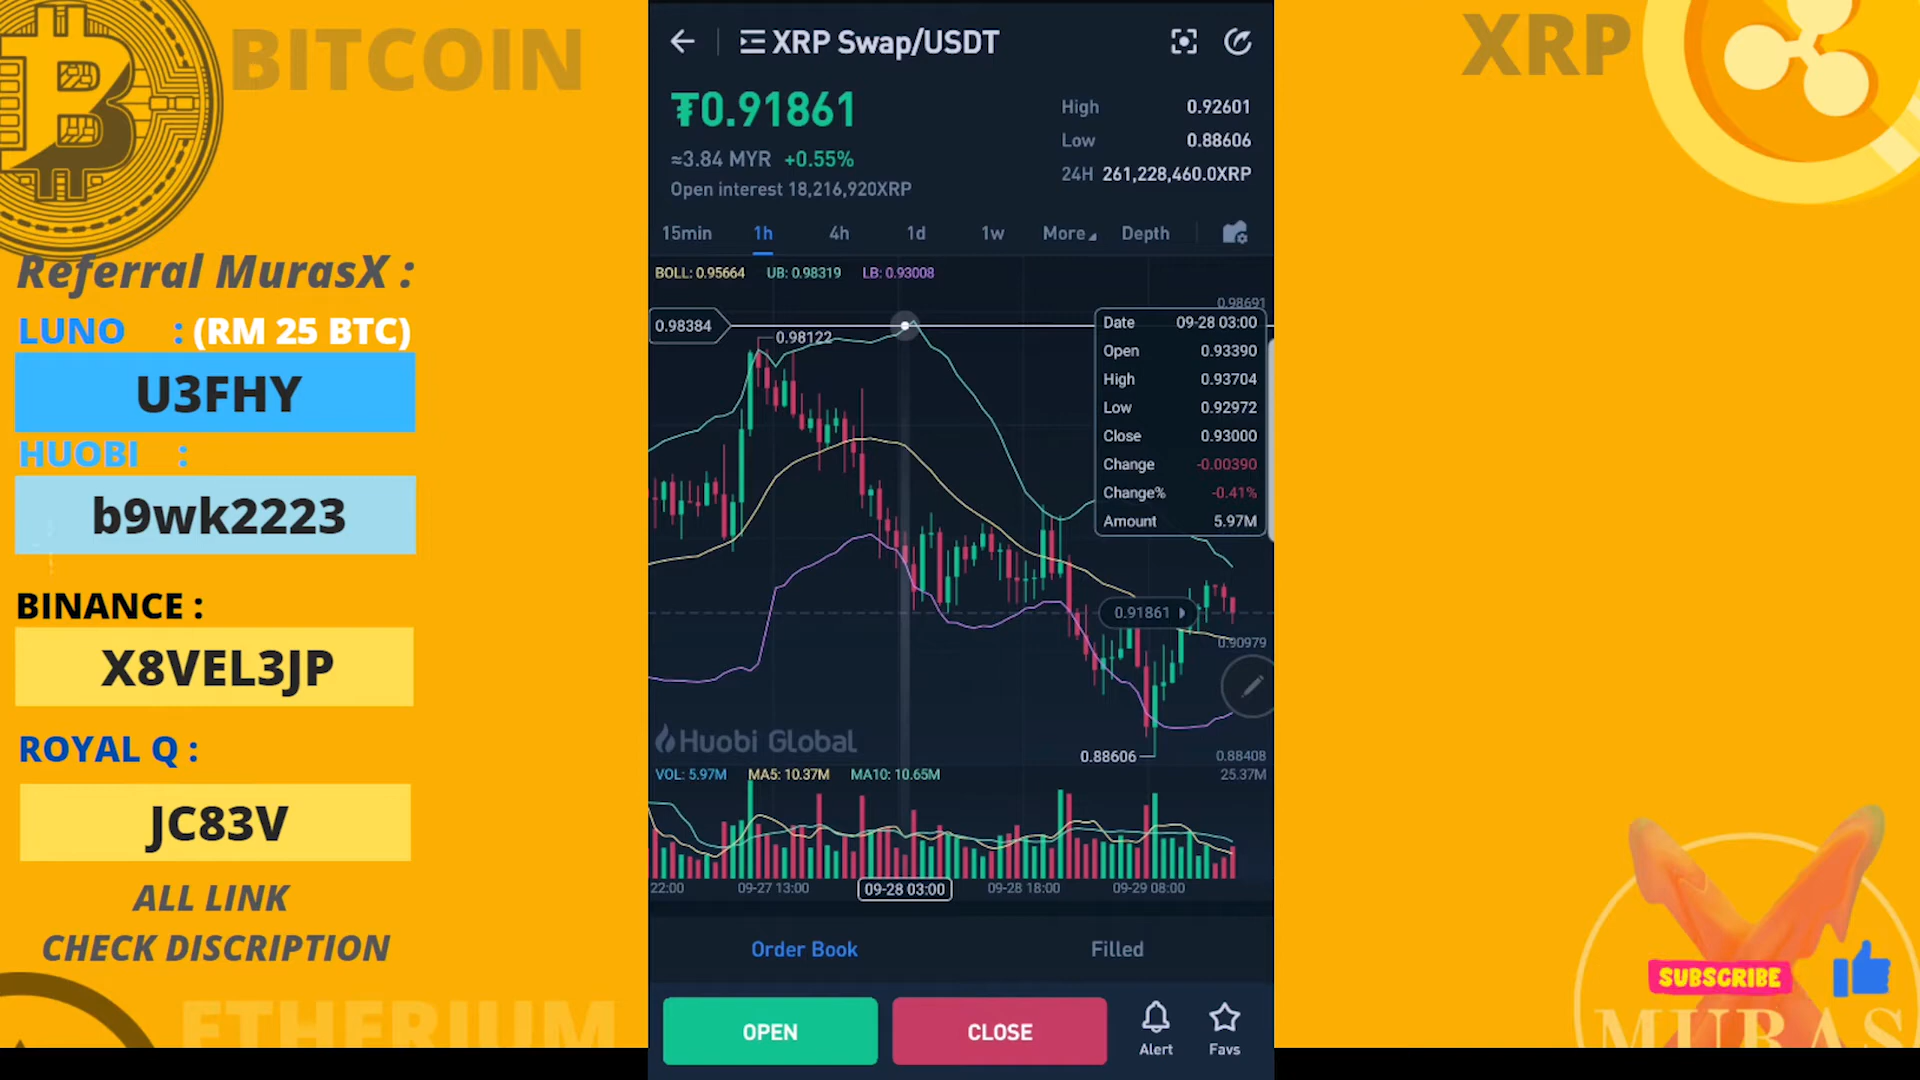 BITCOIN
XRP
Referral MurasX :
LUNO : (RM 25 BTC)
U3FHY
HUOBI :
b9wk2223
BINANCE :
X8VEL3JP
ROYAL Q :
JC83V
ALL LINK
CHECK DISCRIPTION
ETHERIUM
XRP Swap/USDT
₮0.91861
≈3.84 MYR +0.55%
Open interest 18,216,920XRP
High 0.92601
Low 0.88606
24H 261,228,460.0XRP
15min 1h 4h 1d 1w More Depth
BOLL: 0.95664 UB: 0.98319 LB: 0.93008
0.98691
0.98384
0.98122
Date 09-28 03:00
Open 0.93390
High 0.93704
Low 0.92972
Close 0.93000
Change -0.00390
Change% -0.41%
Amount 5.97M
0.91861
0.90979
Huobi Global
0.88606
0.88408
VOL: 5.97M MA5: 10.37M MA10: 10.65M
25.37M
22:00 09-27 13:00 09-28 03:00 09-28 18:00 09-29 08:00
Order Book Filled
OPEN CLOSE Alert Favs
SUBSCRIBE
MURAS